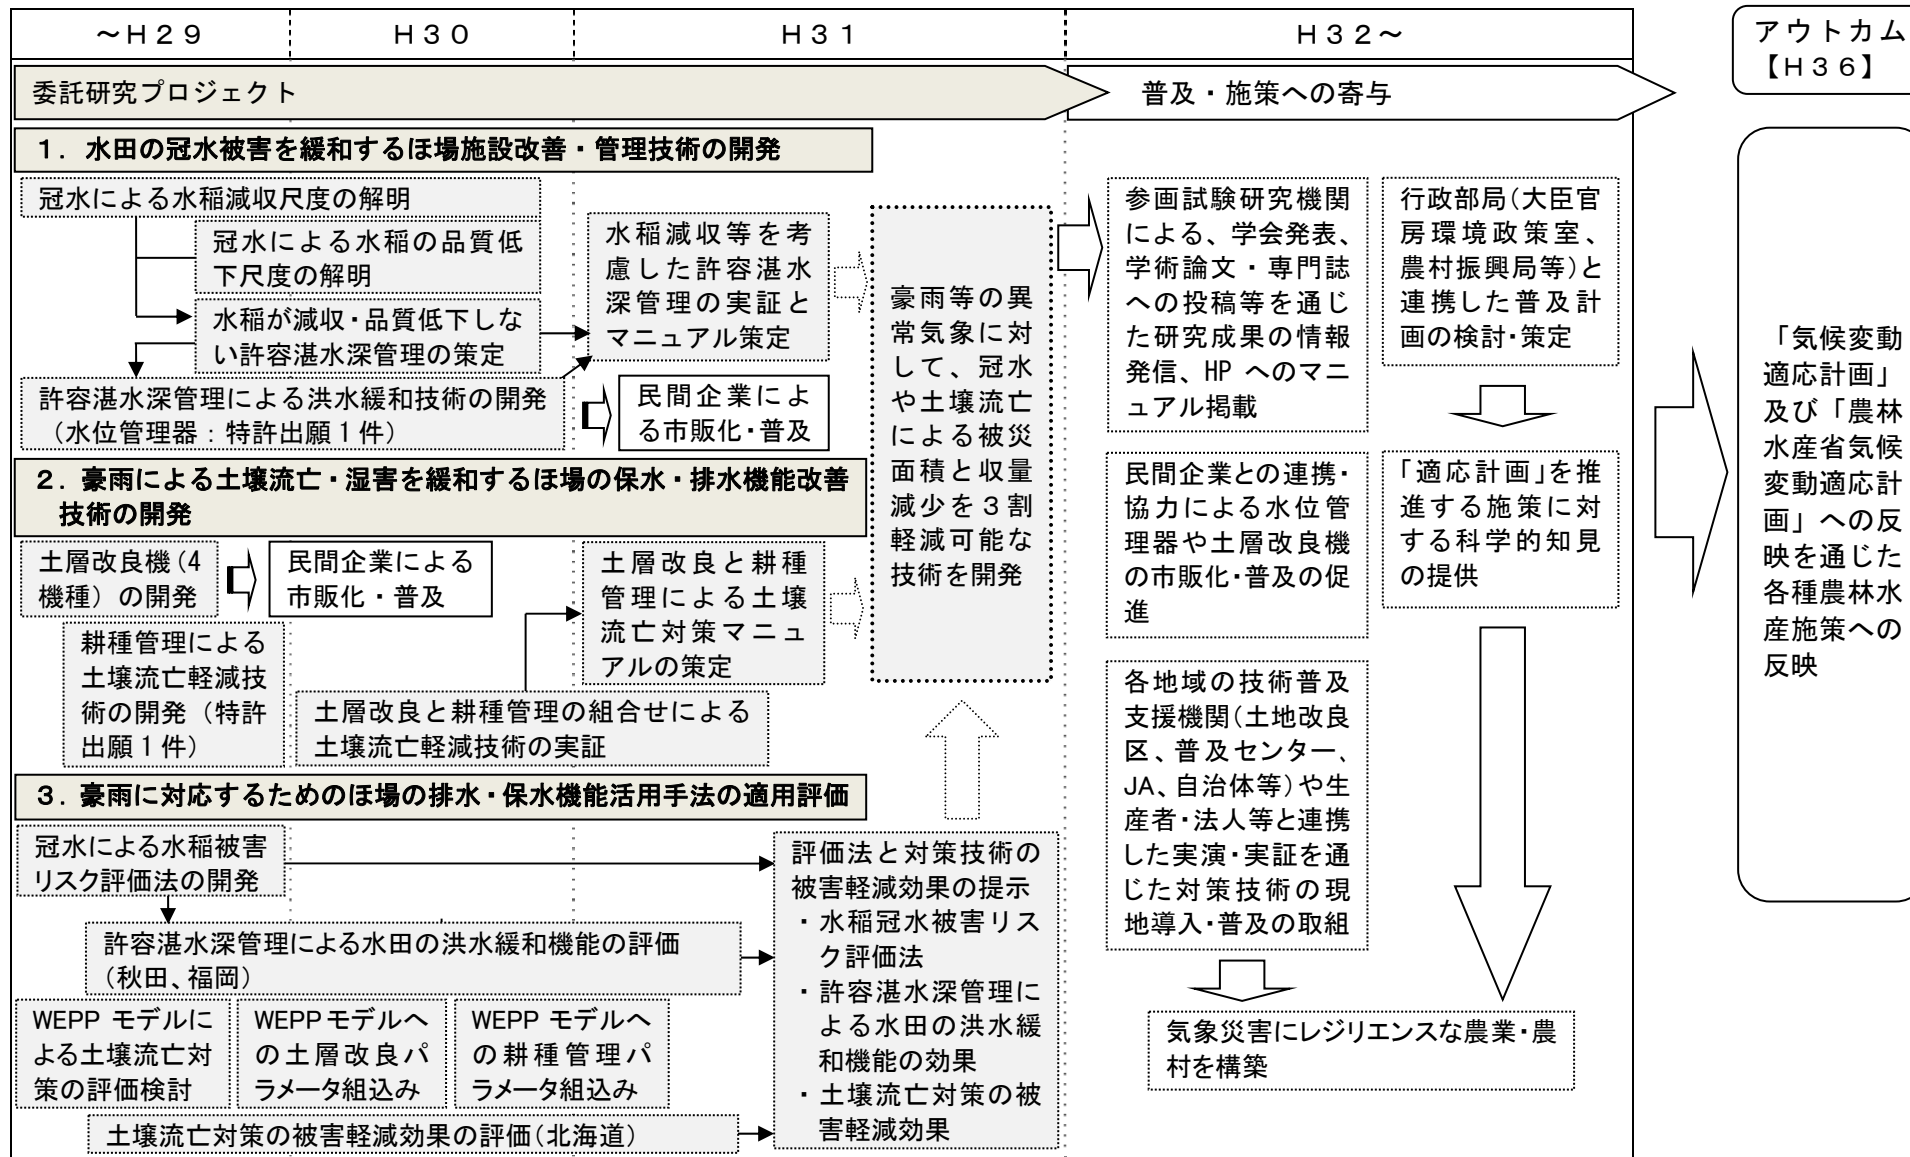 ～Ｈ２９
Ｈ３０
Ｈ３１
Ｈ３２～
アウトカム
【Ｈ３６】
委託研究プロジェクト
普及・施策への寄与
１．水田の冠水被害を緩和するほ場施設改善・管理技術の開発
冠水による水稲減収尺度の解明
冠水による水稲の品質低
下尺度の解明
水稲が減収・品質低下しな
い許容湛水深管理の策定
許容湛水深管理による洪水緩和技術の開発
（水位管理器：特許出願１件）
水稲減収等を考
慮した許容湛水
深管理の実証と
マニュアル策定
民間企業によ
る市販化・普及
２．豪雨による土壌流亡・湿害を緩和するほ場の保水・排水機能改善
技術の開発
土層改良機（4
機種）の開発
民間企業による
市販化・普及
耕種管理による
土壌流亡軽減技
術の開発（特許
出願１件）
土層改良と耕種管理の組合せによる
土壌流亡軽減技術の実証
土層改良と耕種
管理による土壌
流亡対策マニュ
アルの策定
豪雨等の異
常気象に対
して、冠水
や土壌流亡
による被災
面積と収量
減少を３割
軽減可能な
技術を開発
３．豪雨に対応するためのほ場の排水・保水機能活用手法の適用評価
冠水による水稲被害
リスク評価法の開発
許容湛水深管理による水田の洪水緩和機能の評価
（秋田、福岡）
WEPP モデルに
よる土壌流亡対
策の評価検討
WEPPモデルへ
の土層改良パ
ラメータ組込み
WEPP モデルへ
の耕種管理パ
ラメータ組込み
土壌流亡対策の被害軽減効果の評価（北海道）
評価法と対策技術の
被害軽減効果の提示
・水稲冠水被害リス
ク評価法
・許容湛水深管理に
よる水田の洪水緩
和機能の効果
・土壌流亡対策の被
害軽減効果
参画試験研究機関
による、学会発表、
学術論文・専門誌
への投稿等を通じ
た研究成果の情報
発信、HP へのマニ
ュアル掲載
民間企業との連携・
協力による水位管
理器や土層改良機
の市販化・普及の促
進
各地域の技術普及
支援機関（土地改良
区、普及センター、
JA、自治体等）や生
産者・法人等と連携
した実演・実証を通
じた対策技術の現
地導入・普及の取組
行政部局（大臣官
房環境政策室、
農村振興局等）と
連携した普及計
画の検討・策定
「適応計画」を推
進する施策に対
する科学的知見
の提供
気象災害にレジリエンスな農業・農
村を構築
「気候変動
適応計画」
及び「農林
水産省気候
変動適応計
画」への反
映を通じた
各種農林水
産施策への
反映